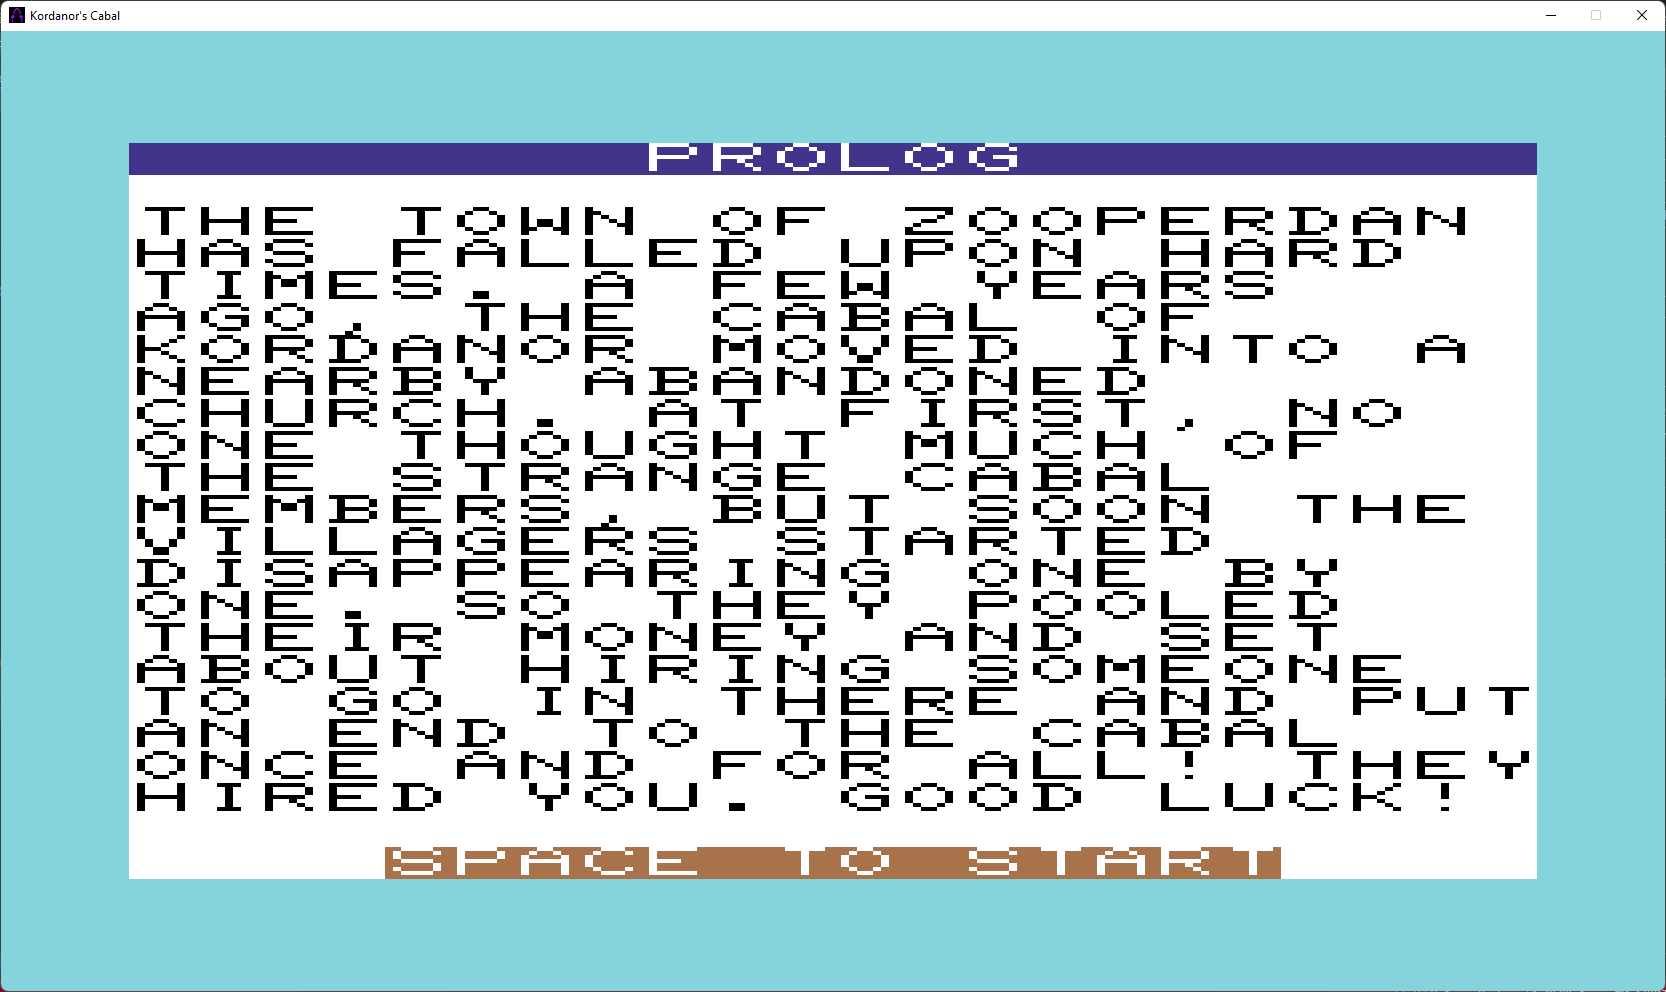 Kordanor's Cabal
PROLOG
THE TOWN OF ZOOPERDAN
HAS FALLED UPON HARD
TIMES. A FEW YEARS
AGO, THE CABAL OF
KORDANOR MOVED INTO A
NEARBY ABANDONED
CHURCH. AT FIRST, NO
ONE THOUGHT MUCH OF
THE STRANGE CABAL
MEMBERS, BUT SOON THE
VILLAGERS STARTED
DISAPPEARING ONE BY
ONE. SO THEY POOLED
THEIR MONEY AND SET
ABOUT HIRING SOMEONE
TO GO IN THERE AND PUT
AN END TO THE CABAL
ONCE AND FOR ALL! THEY
HIRED YOU. GOOD LUCK!
SPACE TO START